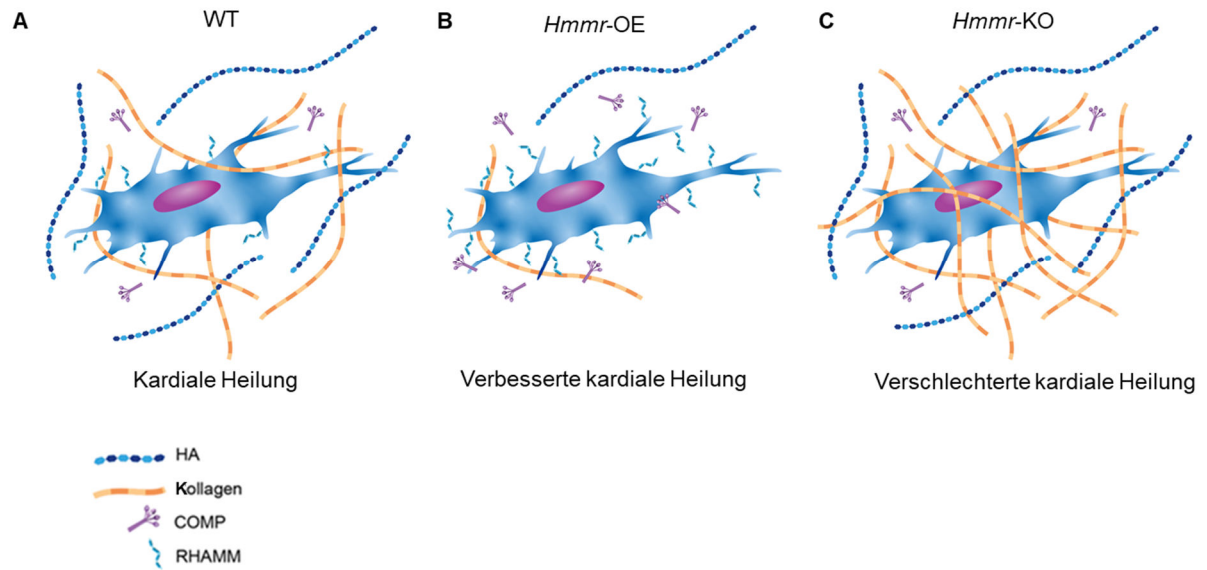 A
WT
B
Hmmr-OE
C
Hmmr-KO
Kardiale Heilung
Verbesserte kardiale Heilung
Verschlechterte kardiale Heilung
HA
Kollagen
COMP
RHAMM